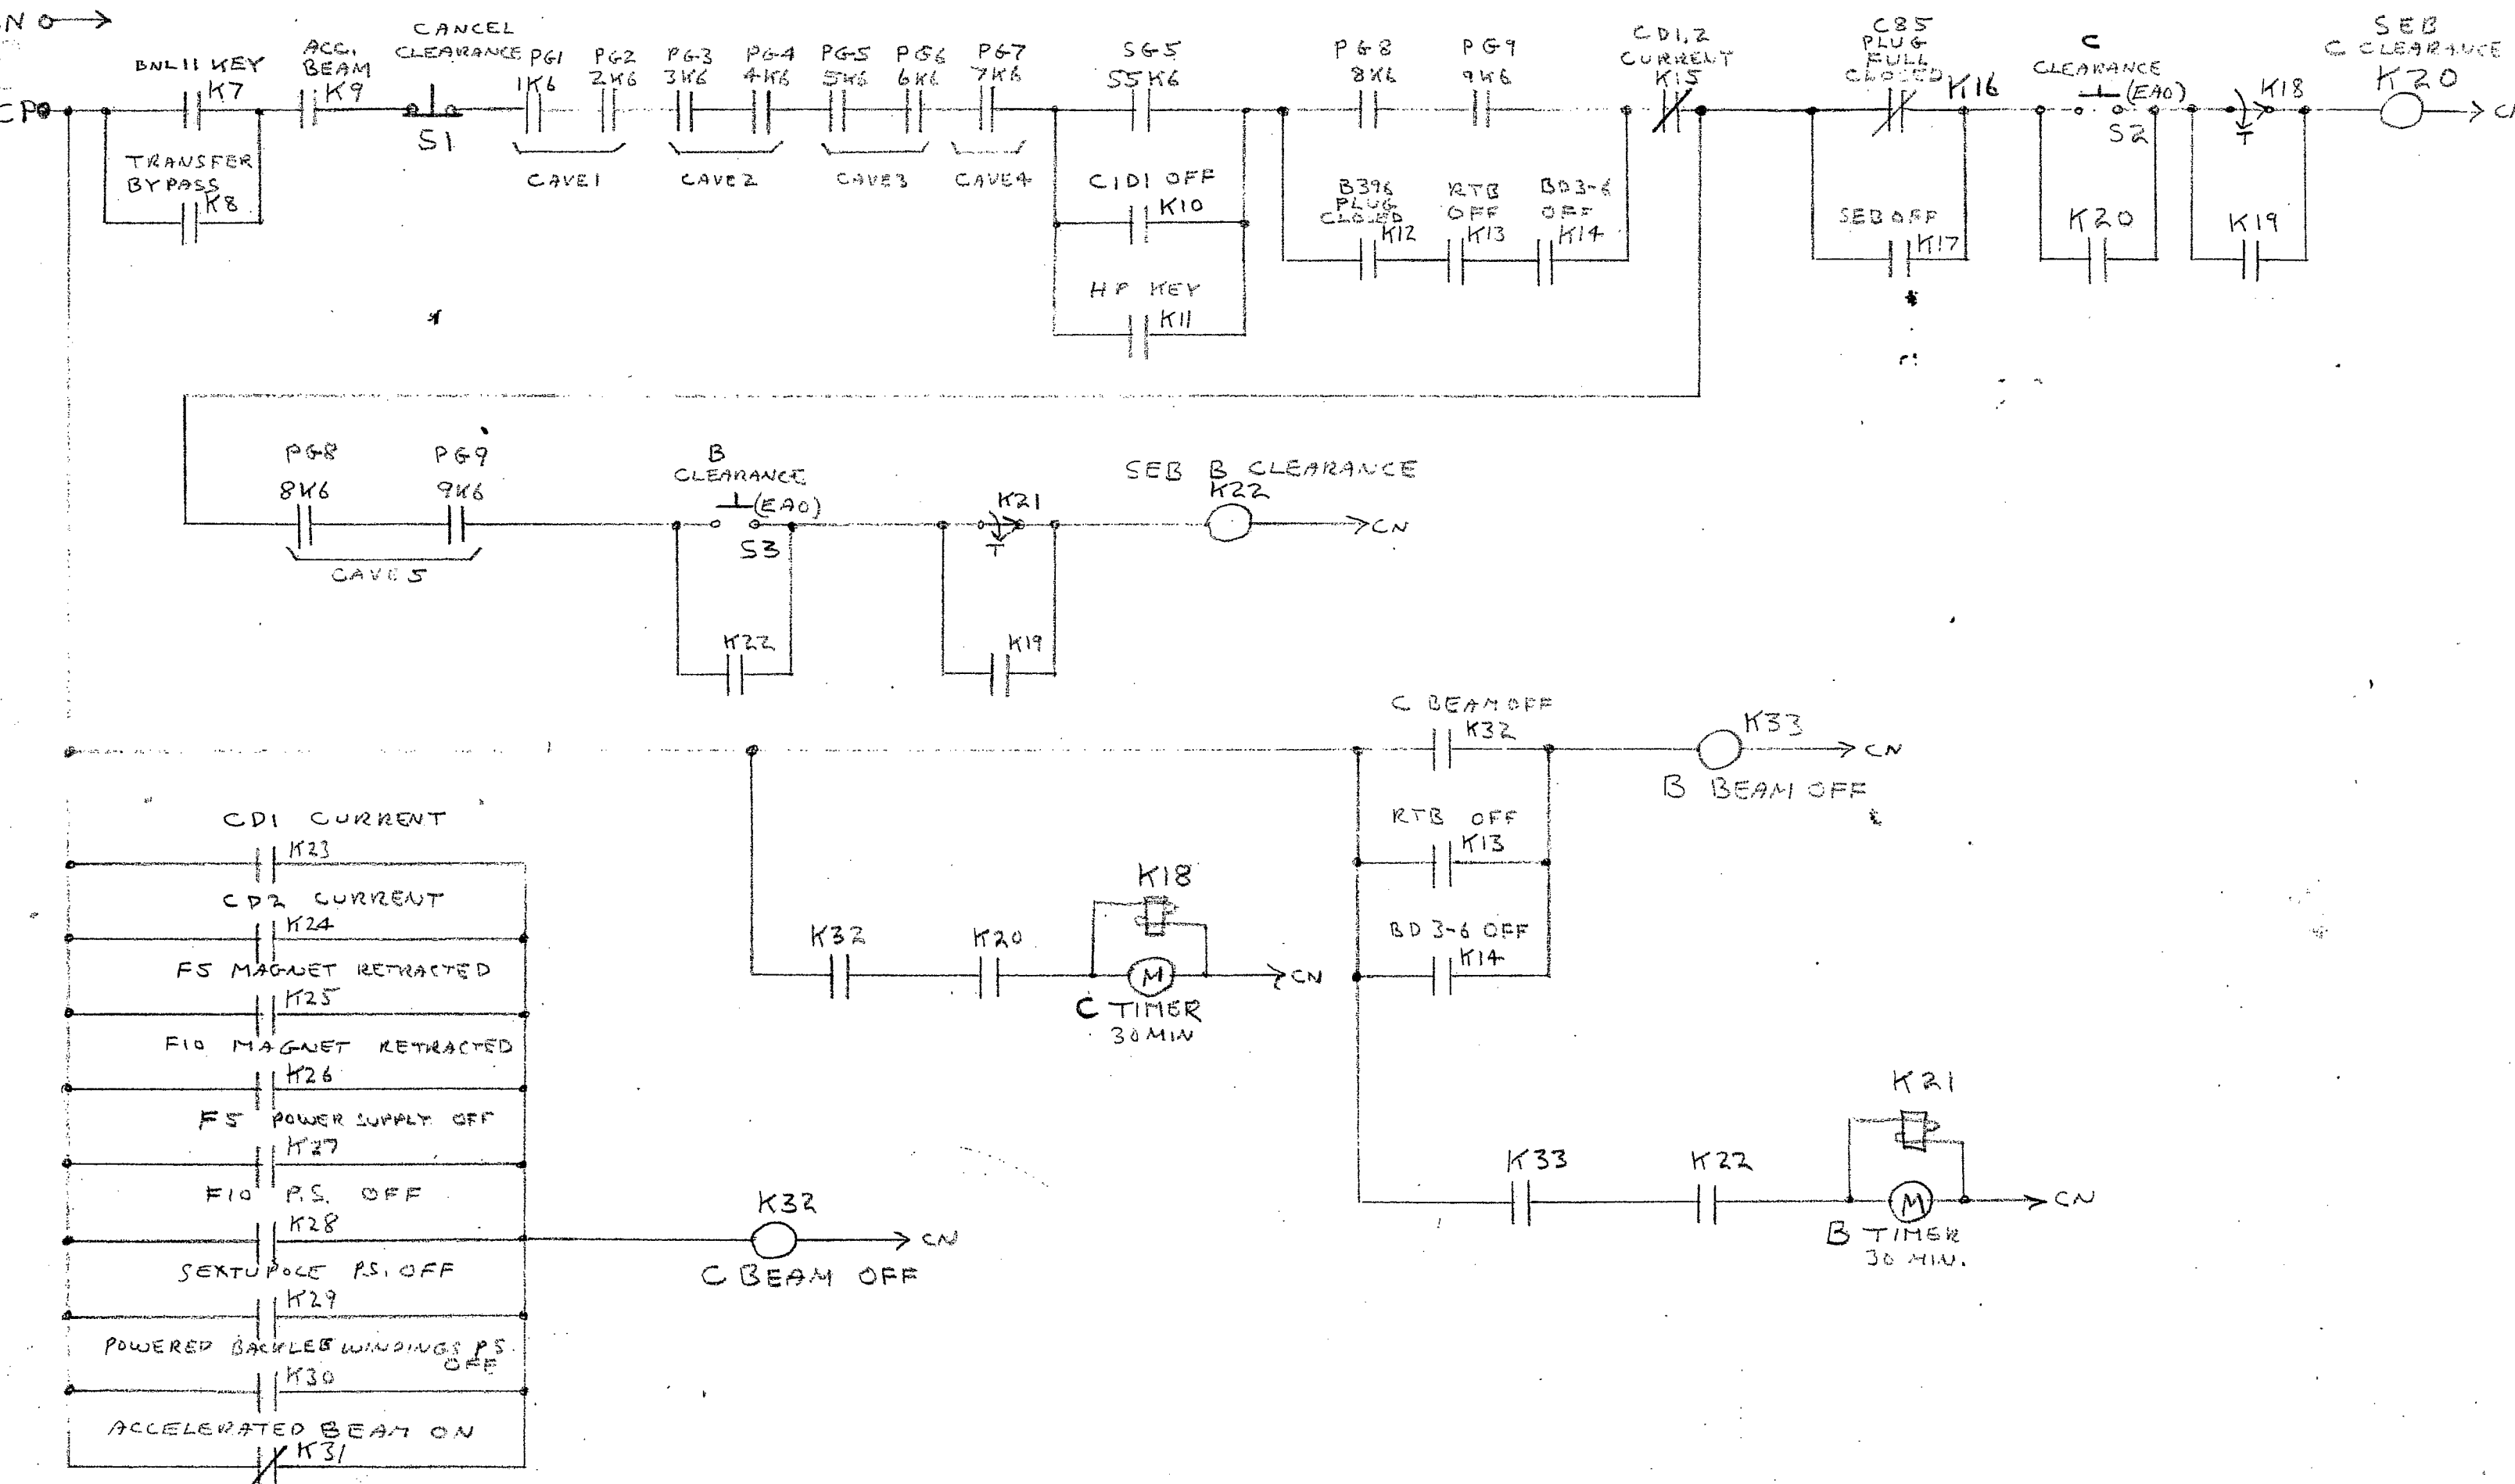 CANCEL
CLEARANCE
BNL11 KEY
K7
ACC.
BEAM
K9
S1
PG1
1K6
PG2
2K6
PG3
3K6
PG4
4K6
PG5
5K6
PG6
6K6
PG7
7K6
SG5
S5K6
PG8
8K6
PG9
9K6
CD1,2
CURRENT
K15
C85
PLUG
FULL
CLOSED
K16
C
CLEARANCE
(EAO)
S2
K18
T
SEB
C CLEARANCE
K20
TRANSFER
BYPASS
K8
CAVE1
CAVE2
CAVE3
CAVE4
C1D1 OFF
K10
HP KEY
K11
B396
PLUG
CLOSED
K12
RTB
OFF
K13
BD3-6
OFF
K14
SEB OFF
K17
K20
K19
PG8
8K6
PG9
9K6
CAVE 5
B
CLEARANCE
(EAO)
S3
K21
T
SEB B CLEARANCE
K22
CN
K22
K19
C BEAM OFF
K32
K33
CN
B BEAM OFF
RTB OFF
K13
BD 3-6 OFF
K14
K32
K20
K18
M
CN
C TIMER
30 MIN
K33
K22
K21
M
CN
B TIMER
30 MIN.
CD1 CURRENT
K23
CD2 CURRENT
K24
F5 MAGNET RETRACTED
K25
F10 MAGNET RETRACTED
K26
F5 POWER SUPPLY OFF
K27
F10 P.S. OFF
K28
K32
CN
C BEAM OFF
SEXTUPOLE P.S. OFF
K29
POWERED BACKLEG WINDINGS P.S.
OFF
K30
ACCELERATED BEAM ON
K31